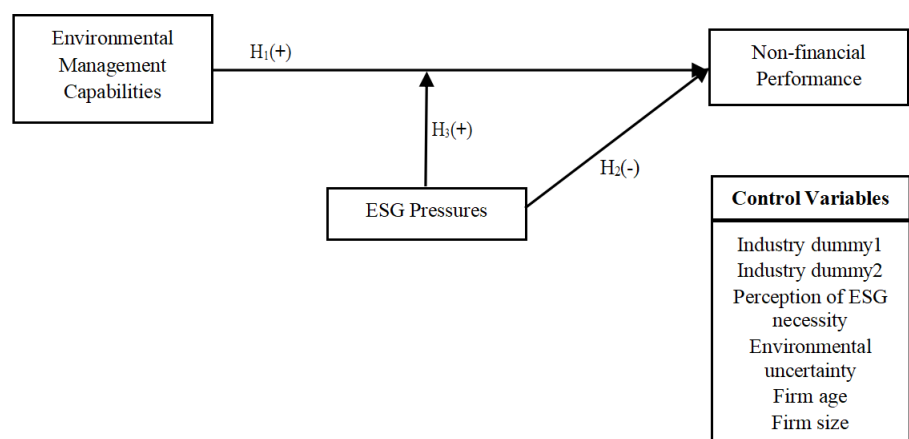 Environmental
Management
Capabilities
H₁(+)
Non-financial
Performance
H₃(+)
H₂(-)
ESG Pressures
Control Variables
Industry dummy1
Industry dummy2
Perception of ESG
necessity
Environmental
uncertainty
Firm age
Firm size